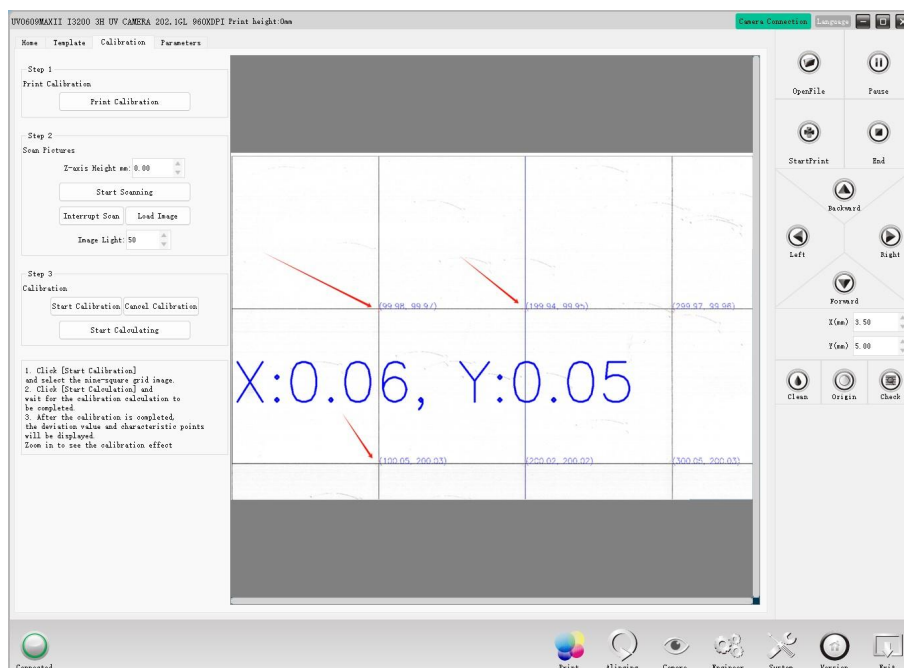 UV0609MAXII I3200 3H UV CAMERA 202.1GL 960XDPI Print height:0mm
Camera Connection
Language
Home Template Calibration Parameters
Step 1
Print Calibration
Print Calibration
Step 2
Scan Pictures
Z-axis Height mm: 0.00
Start Scanning
Interrupt Scan Load Image
Image Light: 50
Step 3
Calibration
Start Calibration Cancel Calibration
Start Calculating
1. Click [Start Calibration]
and select the nine-square grid image.
2. Click [Start Calculation] and
wait for the calibration calculation to
be completed.
3. After the calibration is completed,
the deviation value and characteristic points
will be displayed.
Zoom in to see the calibration effect
(99.98, 99.97) (199.94, 99.95) (299.97, 99.96)
X:0.06, Y:0.05
(100.05, 200.03) (200.02, 200.02) (300.05, 200.03)
OpenFile Pause
StartPrint End
Backward
Left Right
Forward
X(mm) 3.50
Y(mm) 5.00
Clean Origin Check
Connected
Print Aligning Camera Engineer System Version Exit